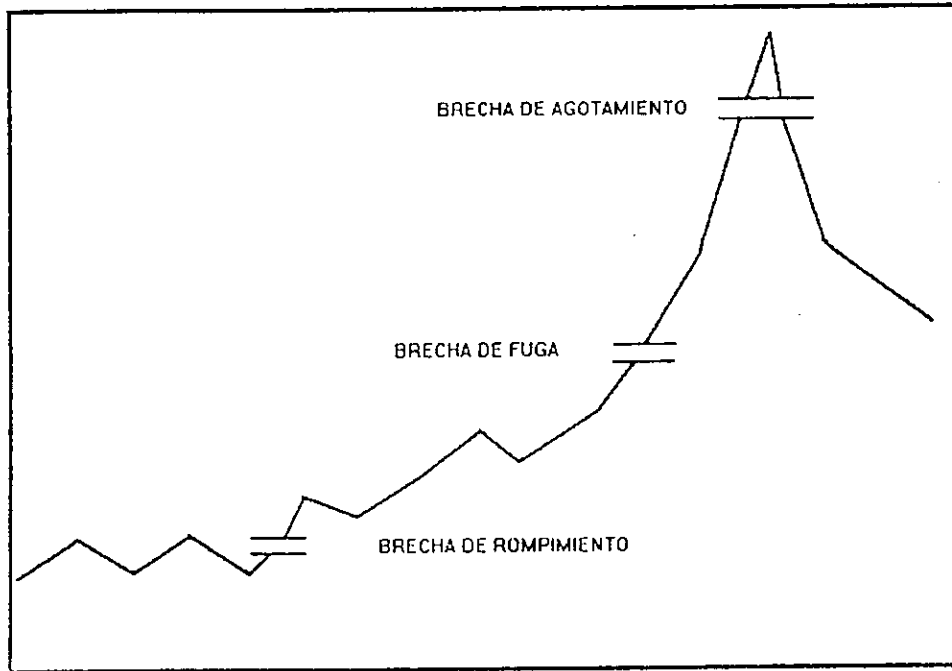 BRECHA DE AGOTAMIENTO
BRECHA DE FUGA
BRECHA DE ROMPIMIENTO